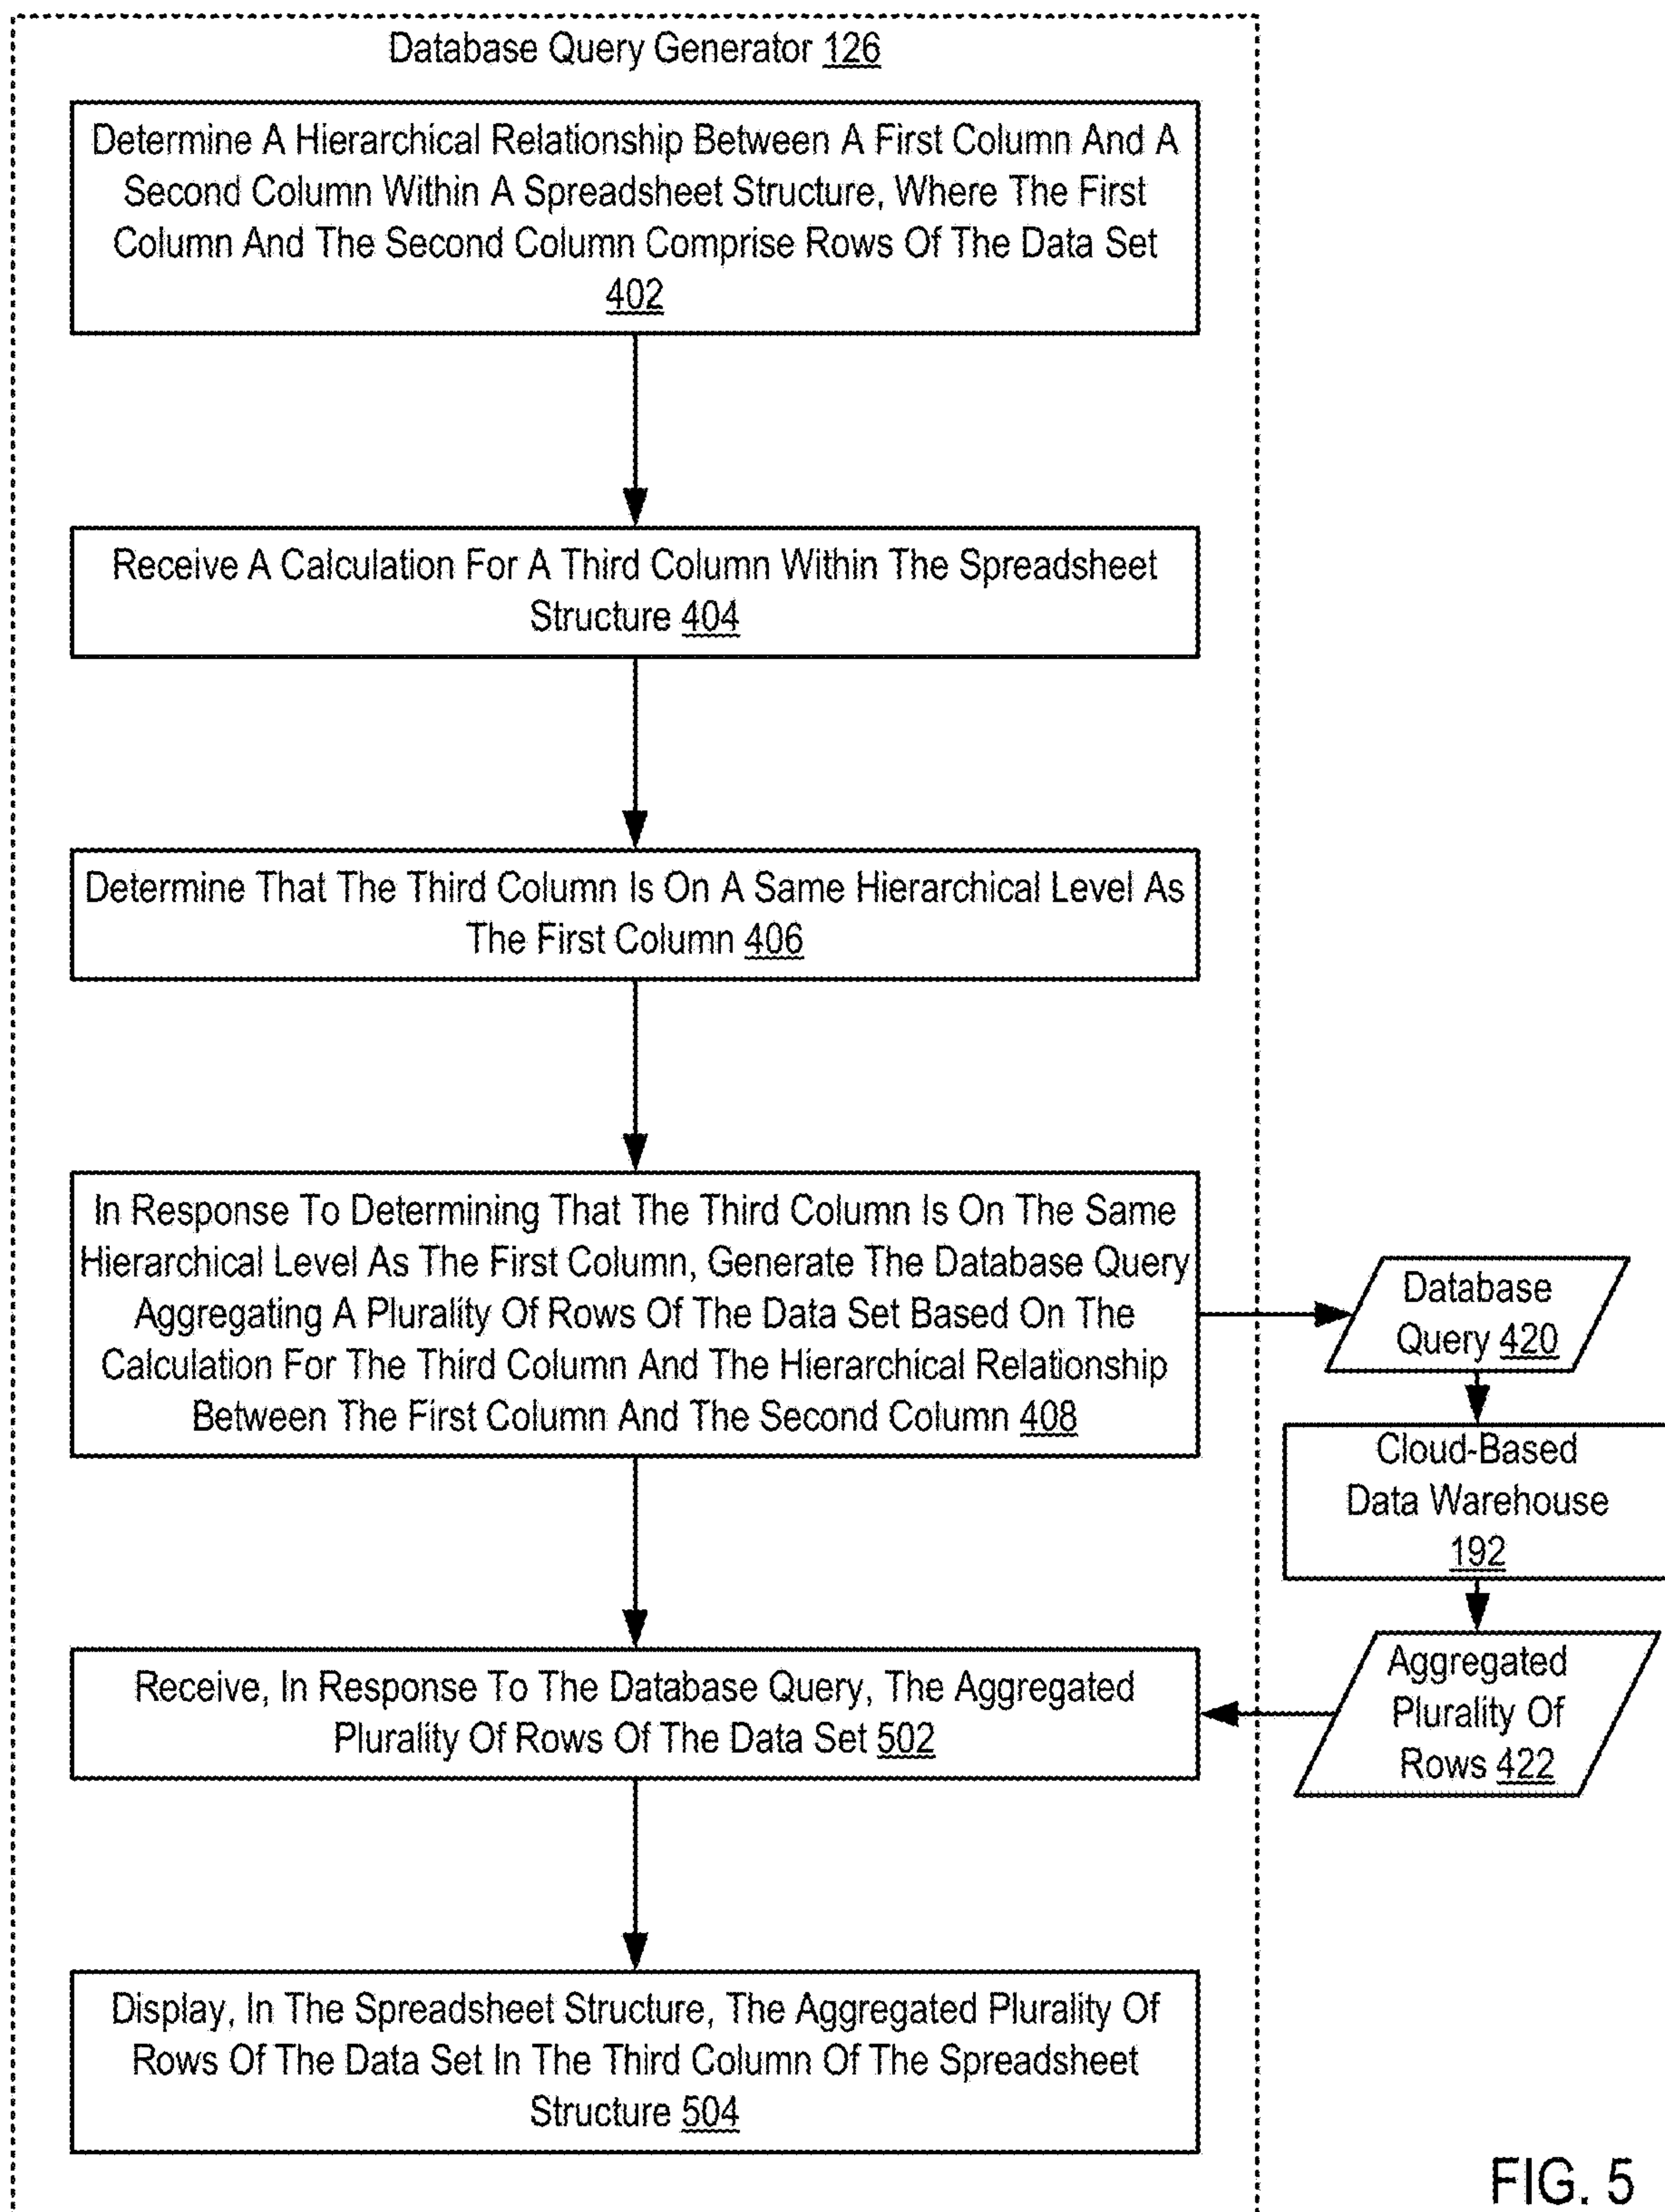 Database Query Generator 126
Determine A Hierarchical Relationship Between A First Column And A
Second Column Within A Spreadsheet Structure, Where The First
Column And The Second Column Comprise Rows Of The Data Set
402
Receive A Calculation For A Third Column Within The Spreadsheet
Structure 404
Determine That The Third Column Is On A Same Hierarchical Level As
The First Column 406
In Response To Determining That The Third Column Is On The Same
Hierarchical Level As The First Column, Generate The Database Query
Aggregating A Plurality Of Rows Of The Data Set Based On The
Calculation For The Third Column And The Hierarchical Relationship
Between The First Column And The Second Column 408
Database
Query 420
Cloud-Based
Data Warehouse
192
Aggregated
Plurality Of
Rows 422
Receive, In Response To The Database Query, The Aggregated
Plurality Of Rows Of The Data Set 502
Display, In The Spreadsheet Structure, The Aggregated Plurality Of
Rows Of The Data Set In The Third Column Of The Spreadsheet
Structure 504
FIG. 5